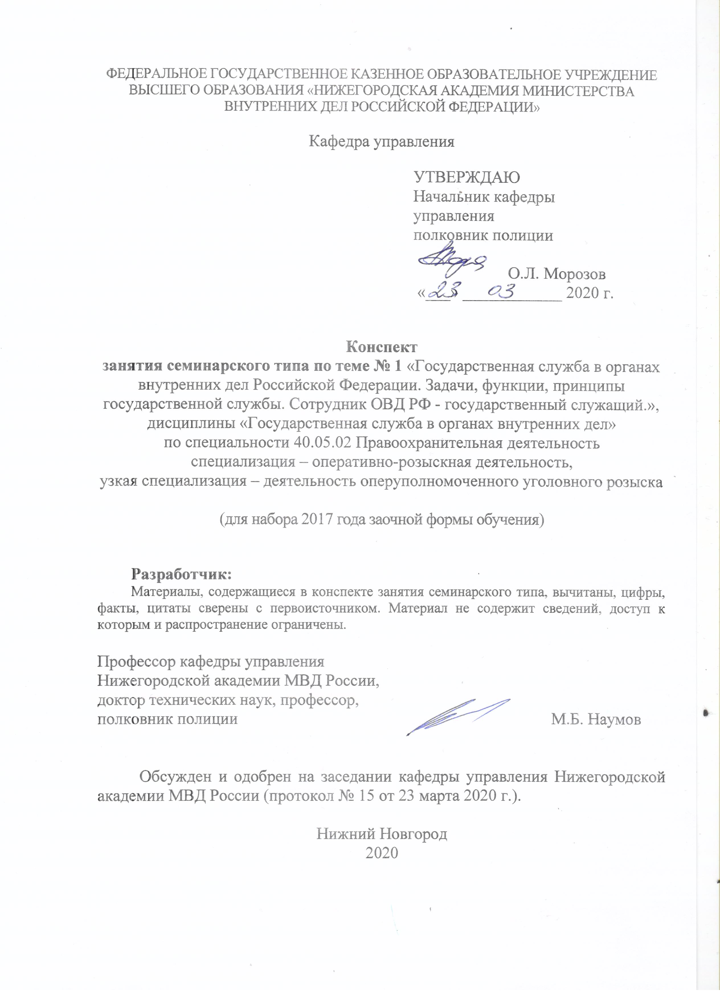 ФЕДЕРАЛЬНОЕ ГОСУДАРСТВЕННОЕ КАЗЕННОЕ ОБРАЗОВАТЕЛЬНОЕ УЧРЕЖДЕНИЕ
ВЫСШЕГО ОБРАЗОВАНИЯ «НИЖЕГОРОДСКАЯ АКАДЕМИЯ МИНИСТЕРСТВА
ВНУТРЕННИХ ДЕЛ РОССИЙСКОЙ ФЕДЕРАЦИИ»
Кафедра управления
УТВЕРЖДАЮ
Начальник кафедры
управления
полковник полиции
О.Л. Морозов
«23» 03 2020 г.
Конспект
занятия семинарского типа по теме № 1 «Государственная служба в органах
внутренних дел Российской Федерации. Задачи, функции, принципы
государственной службы. Сотрудник ОВД РФ - государственный служащий.»,
дисциплины «Государственная служба в органах внутренних дел»
по специальности 40.05.02 Правоохранительная деятельность
специализация – оперативно-розыскная деятельность,
узкая специализация – деятельность оперуполномоченного уголовного розыска
(для набора 2017 года заочной формы обучения)
Разработчик:
Материалы, содержащиеся в конспекте занятия семинарского типа, вычитаны, цифры,
факты, цитаты сверены с первоисточником. Материал не содержит сведений, доступ к
которым и распространение ограничены.
Профессор кафедры управления
Нижегородской академии МВД России,
доктор технических наук, профессор,
полковник полиции М.Б. Наумов
Обсужден и одобрен на заседании кафедры управления Нижегородской
академии МВД России (протокол № 15 от 23 марта 2020 г.).
Нижний Новгород
2020